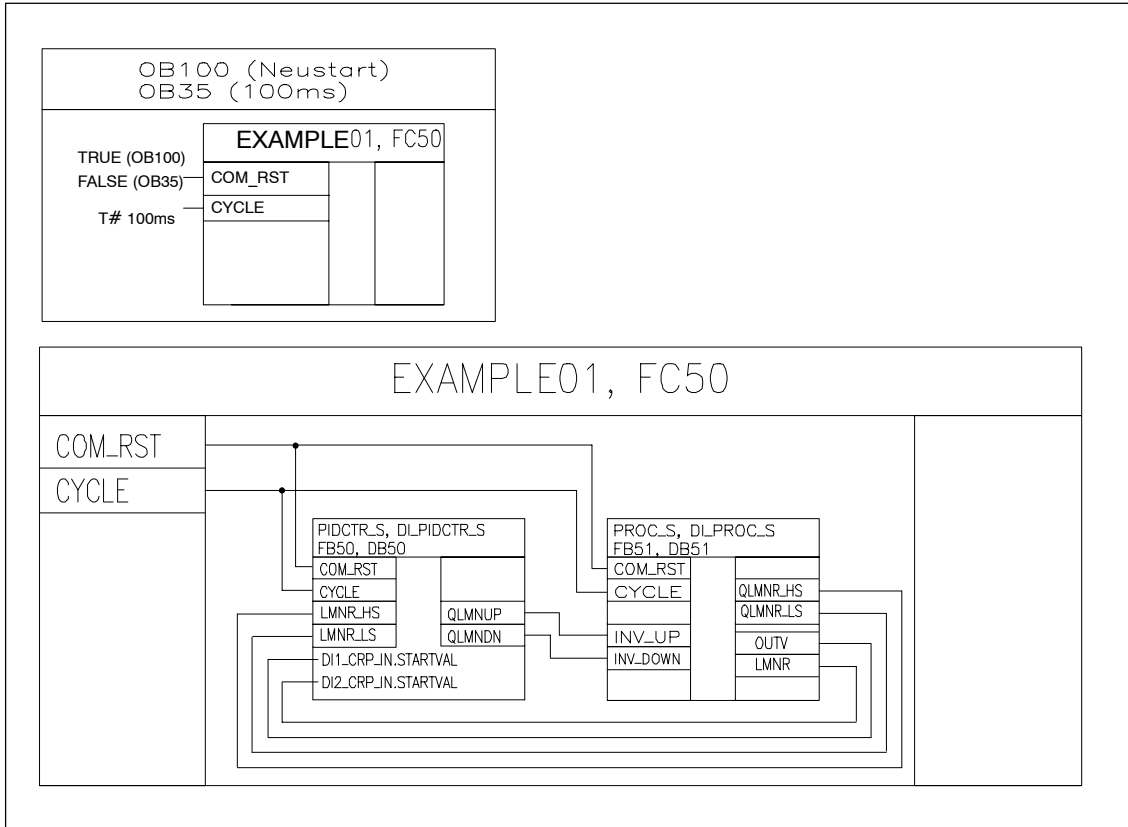 OB100 (Neustart)
OB35 (100ms)
EXAMPLE01, FC50
TRUE (OB100)
FALSE (OB35)
COM_RST
T# 100ms
CYCLE
EXAMPLE01, FC50
COM_RST
CYCLE
PIDCTR_S, DI_PIDCTR_S
FB50, DB50
COM_RST
CYCLE
LMNR_HS
LMNR_LS
QLMNUP
QLMNDN
DI1_CRP_IN.STARTVAL
DI2_CRP_IN.STARTVAL
PROC_S, DI_PROC_S
FB51, DB51
COM_RST
CYCLE
INV_UP
INV_DOWN
QLMNR_HS
QLMNR_LS
OUTV
LMNR